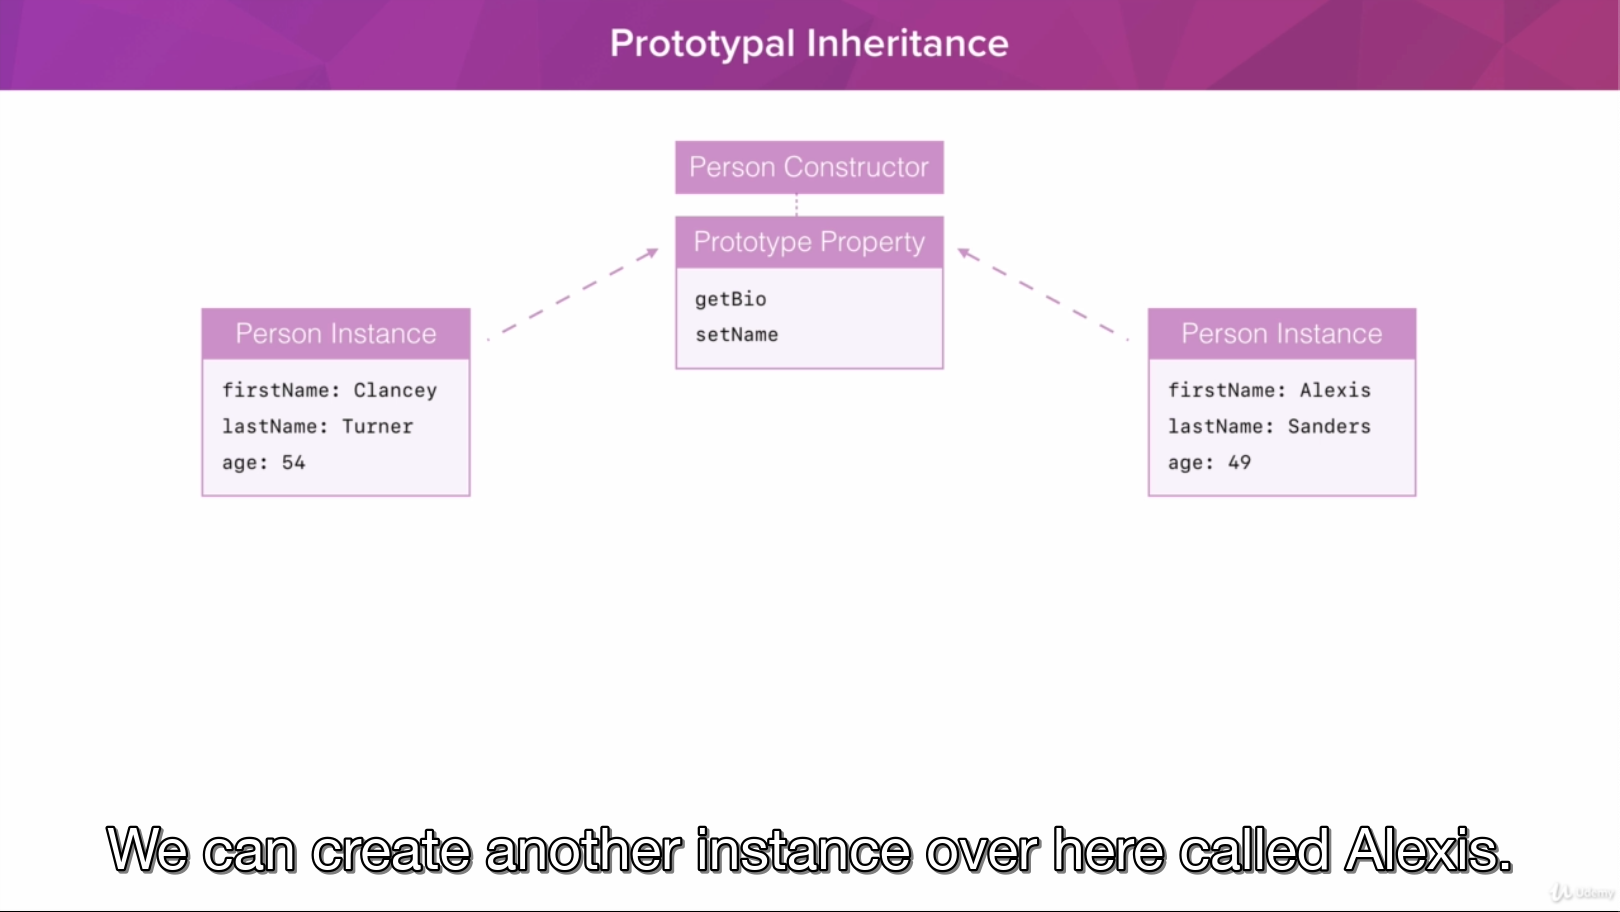 Prototypal Inheritance
Person Constructor
Prototype Property
getBio
setName
Person Instance
firstName: Clancey
lastName: Turner
age: 54
Person Instance
firstName: Alexis
lastName: Sanders
age: 49
We can create another instance over here called Alexis.
Udemy